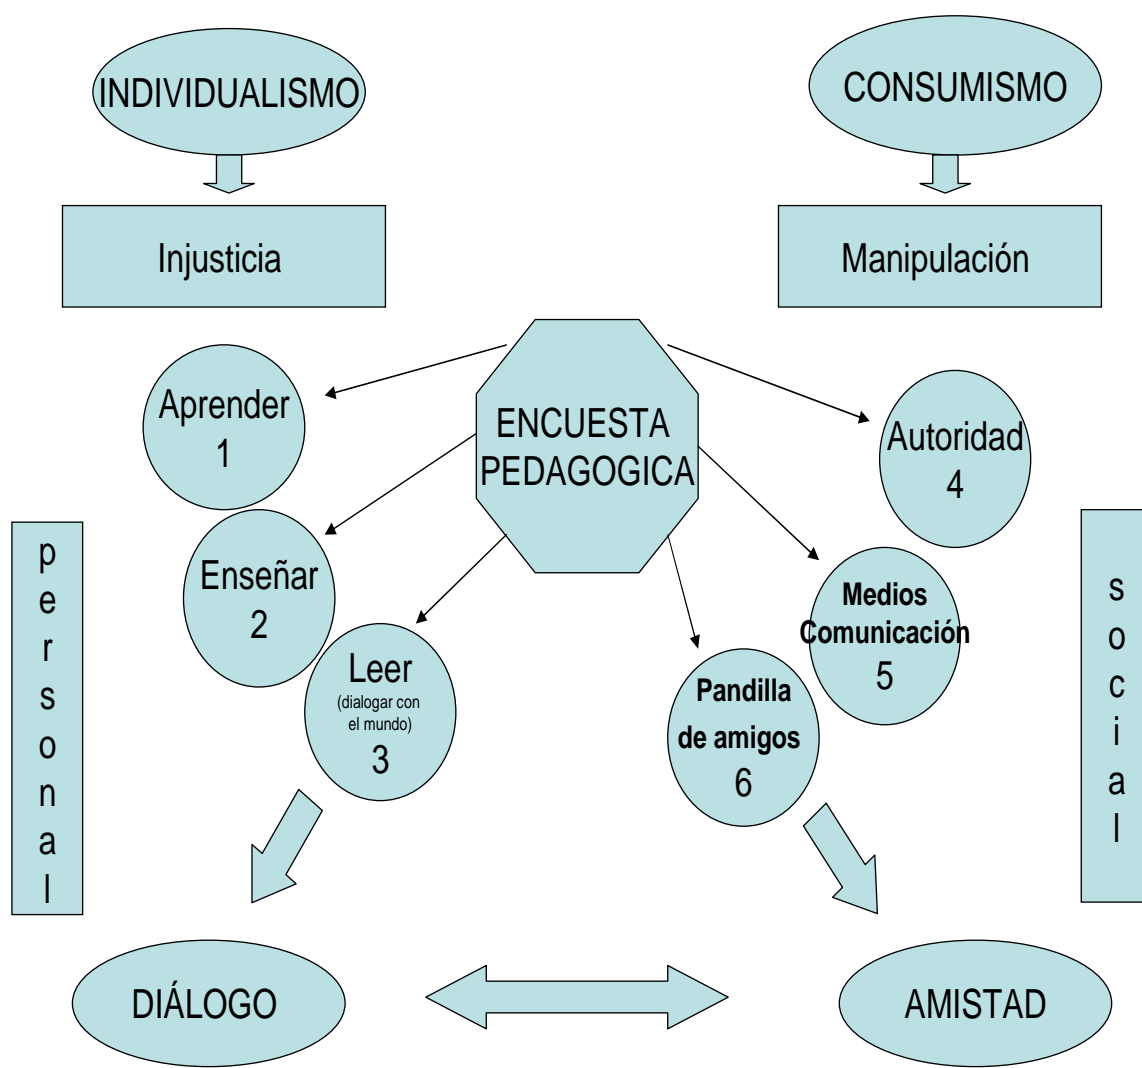 INDIVIDUALISMO
CONSUMISMO
Injusticia
Manipulación
ENCUESTA
PEDAGOGICA
Aprender
1
Enseñar
2
Leer
(dialogar con
el mundo)
3
Autoridad
4
Medios
Comunicación
5
Pandilla
de amigos
6
p
e
r
s
o
n
a
l
s
o
c
i
a
l
DIÁLOGO
AMISTAD